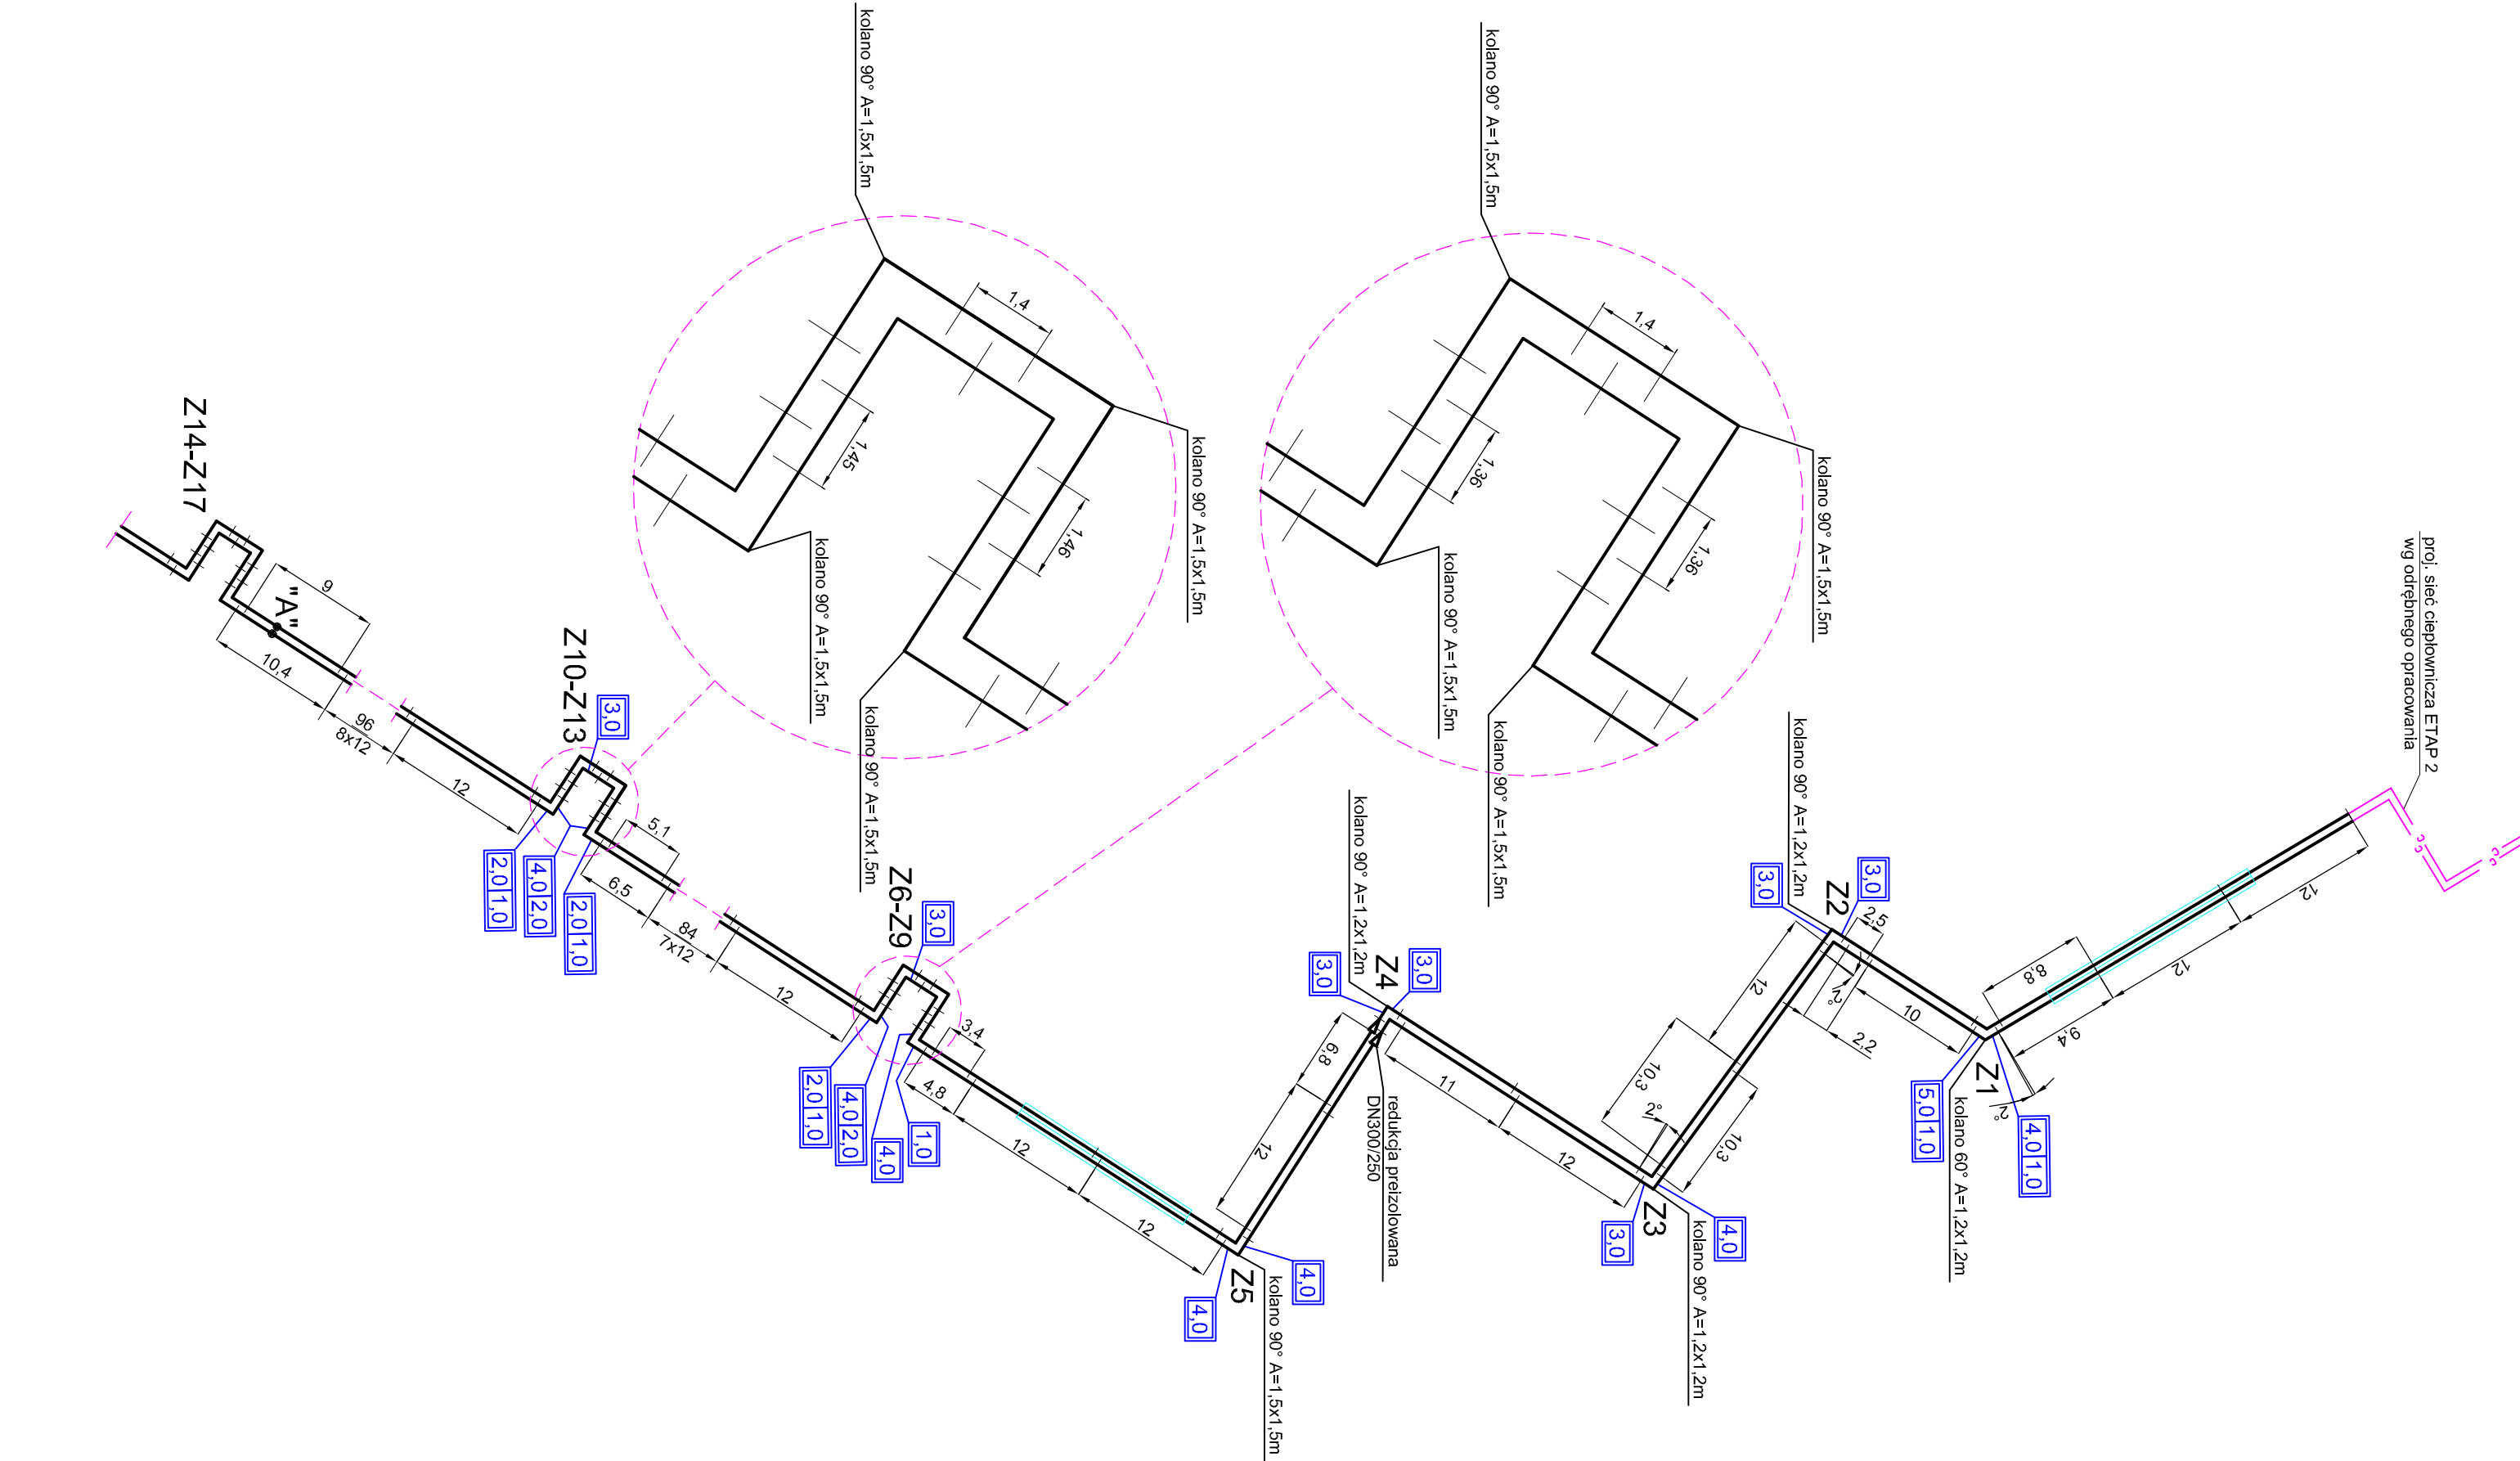 kolano 90° A=1,5x1,5m
kolano 90° A=1,5x1,5m
1,4
1,45
1,46
kolano 90° A=1,5x1,5m
kolano 90° A=1,5x1,5m
kolano 90° A=1,5x1,5m
1,4
1,36
1,36
kolano 90° A=1,5x1,5m
kolano 90° A=1,5x1,5m
kolano 90° A=1,5x1,5m
proj. sieć ciepłownicza ETAP 2
wg odrębnego opracowania
Z14-Z17
"A"
9
10,4
96
8x12
12
Z10-Z13
3,0
2,0 1,0
4,0 2,0
2,0 1,0
5,1
6,5
84
7x12
12
Z6-Z9
3,0
2,0 1,0
4,0 2,0
4,0
1,0
3,4
4,8
12
12
Z5
kolano 90° A=1,5x1,5m
4,0
4,0
12
6,8
redukcja preizolowana
DN300/250
Z4
kolano 90° A=1,2x1,2m
3,0
3,0
11
12
Z3
kolano 90° A=1,2x1,2m
3,0
4,0
2°
10,3
10,3
12
Z2
kolano 90° A=1,2x1,2m
3,0
3,0
2,5
2°
2,2
10
Z1
kolano 60° A=1,2x1,2m
5,0 1,0
4,0 1,0
2°
8,8
9,4
12
12